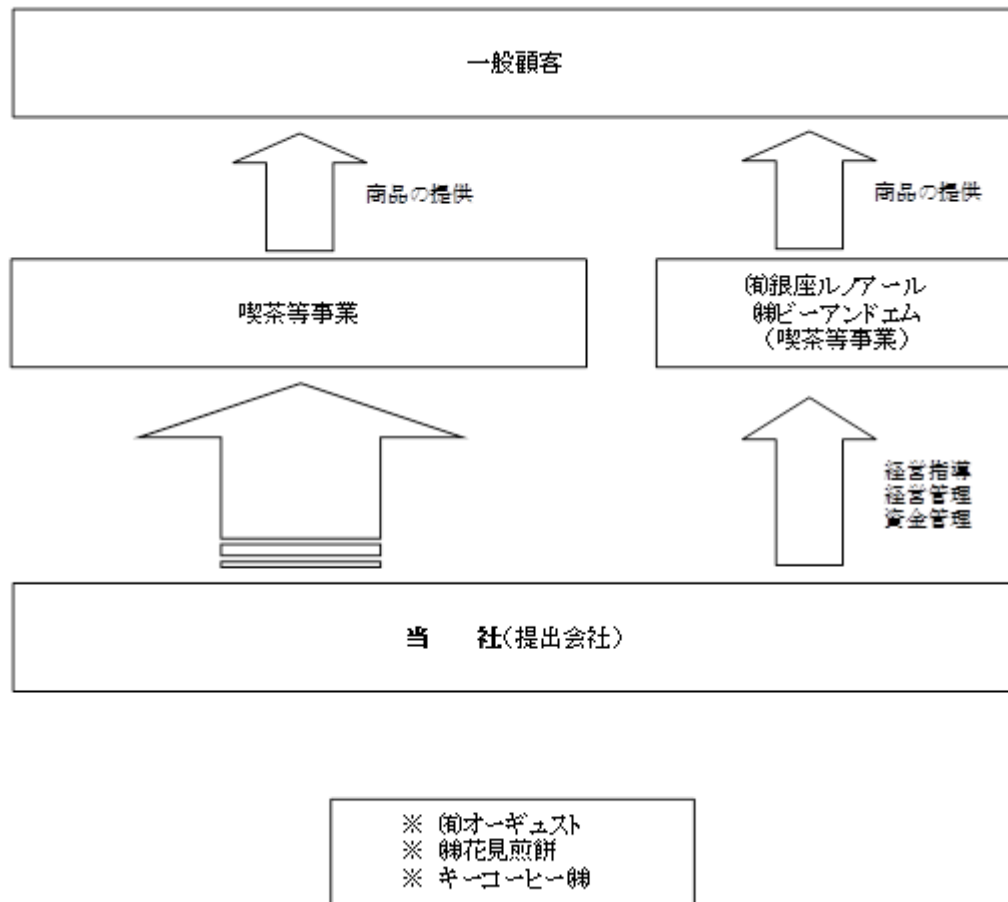 一般顧客
商品の提供
商品の提供
喫茶等事業
㈲銀座ルノアール
㈱ビーアンドエム
(喫茶等事業)
経営指導
経営管理
資金管理
当　社(提出会社)
※ ㈲オーギュスト
※ ㈱花見煎餅
※ キーコーヒー㈱